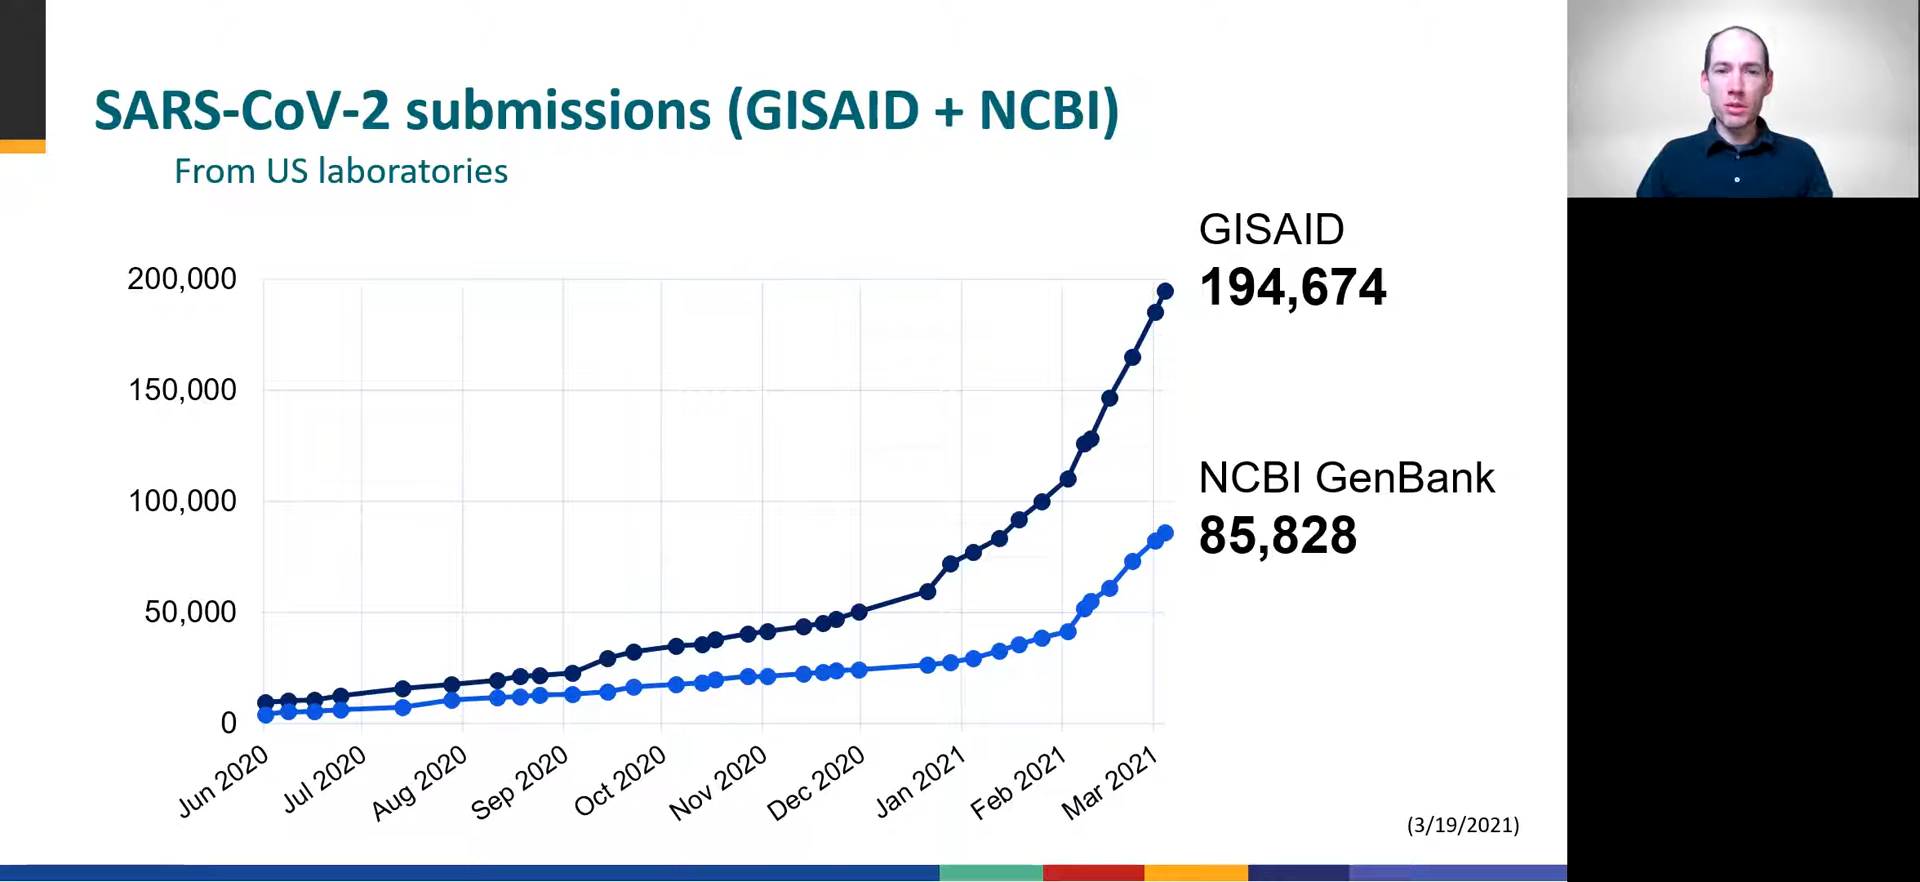 SARS-CoV-2 submissions (GISAID + NCBI)
From US laboratories
GISAID
194,674
NCBI GenBank
85,828
200,000
150,000
100,000
50,000
0
Jun 2020
Jul 2020
Aug 2020
Sep 2020
Oct 2020
Nov 2020
Dec 2020
Jan 2021
Feb 2021
Mar 2021
(3/19/2021)